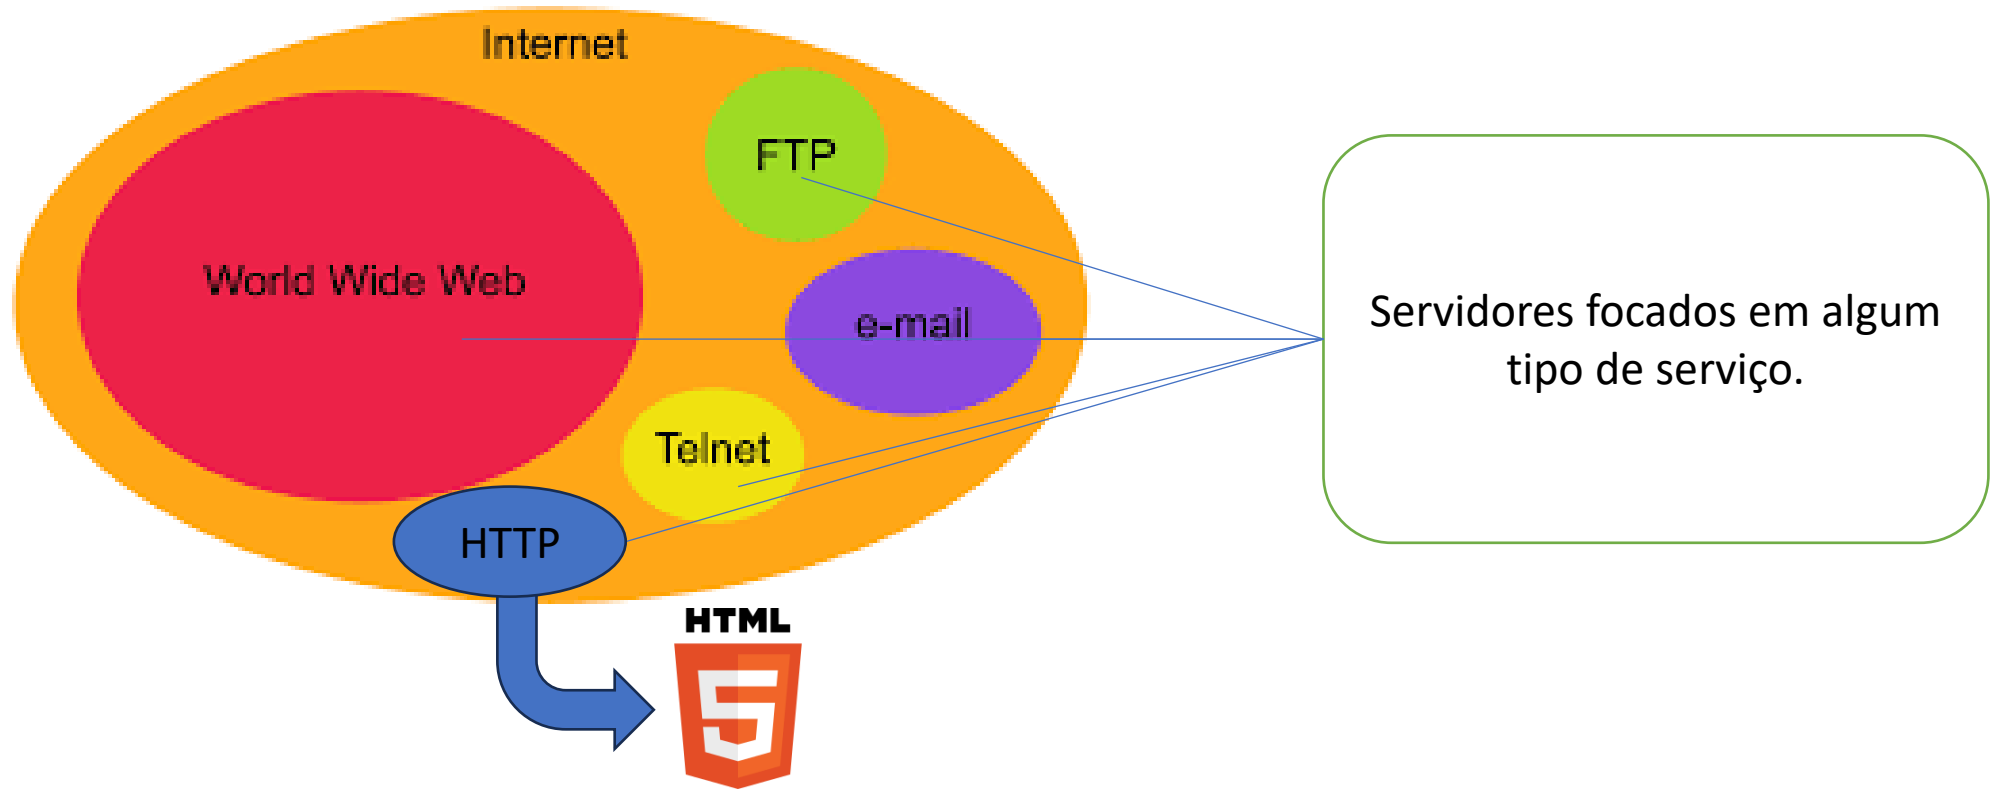 Internet
FTP
World Wide Web
e-mail
Servidores focados em algum
tipo de serviço.
Telnet
HTTP
HTML
5